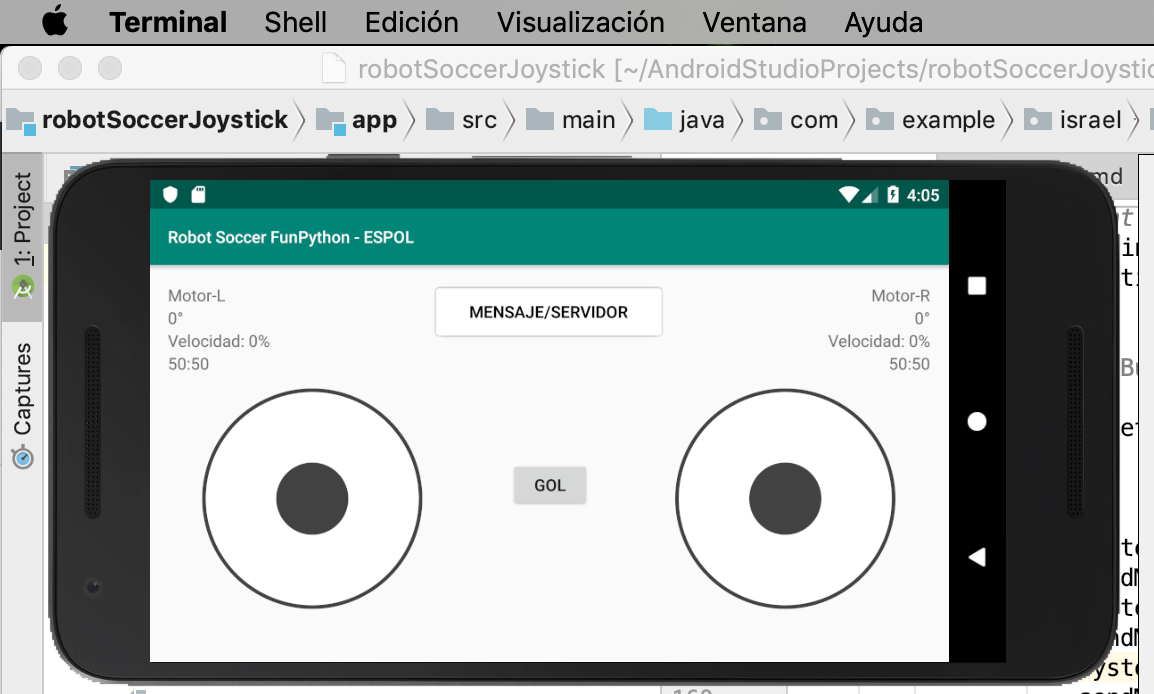 Terminal Shell Edición Visualización Ventana Ayuda
robotSoccerJoystick [~/AndroidStudioProjects/robotSoccerJoystic
robotSoccerJoystick app src main java com example israel
1: Project
Captures
4:05
Robot Soccer FunPython - ESPOL
Motor-L
0°
Velocidad: 0%
50:50
MENSAJE/SERVIDOR
Motor-R
0°
Velocidad: 0%
50:50
GOL
160